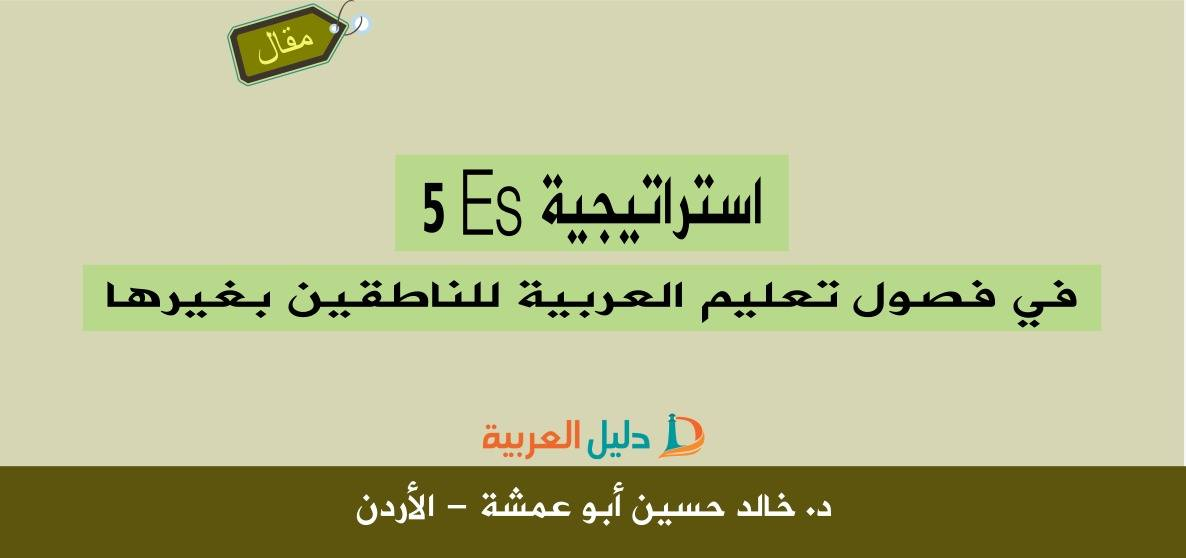 مقال
استراتيجية 5 Es
في فصول تعليم العربية للناطقين بغيرها
دليل العربية
د. خالد حسين أبو عمشة – الأردن